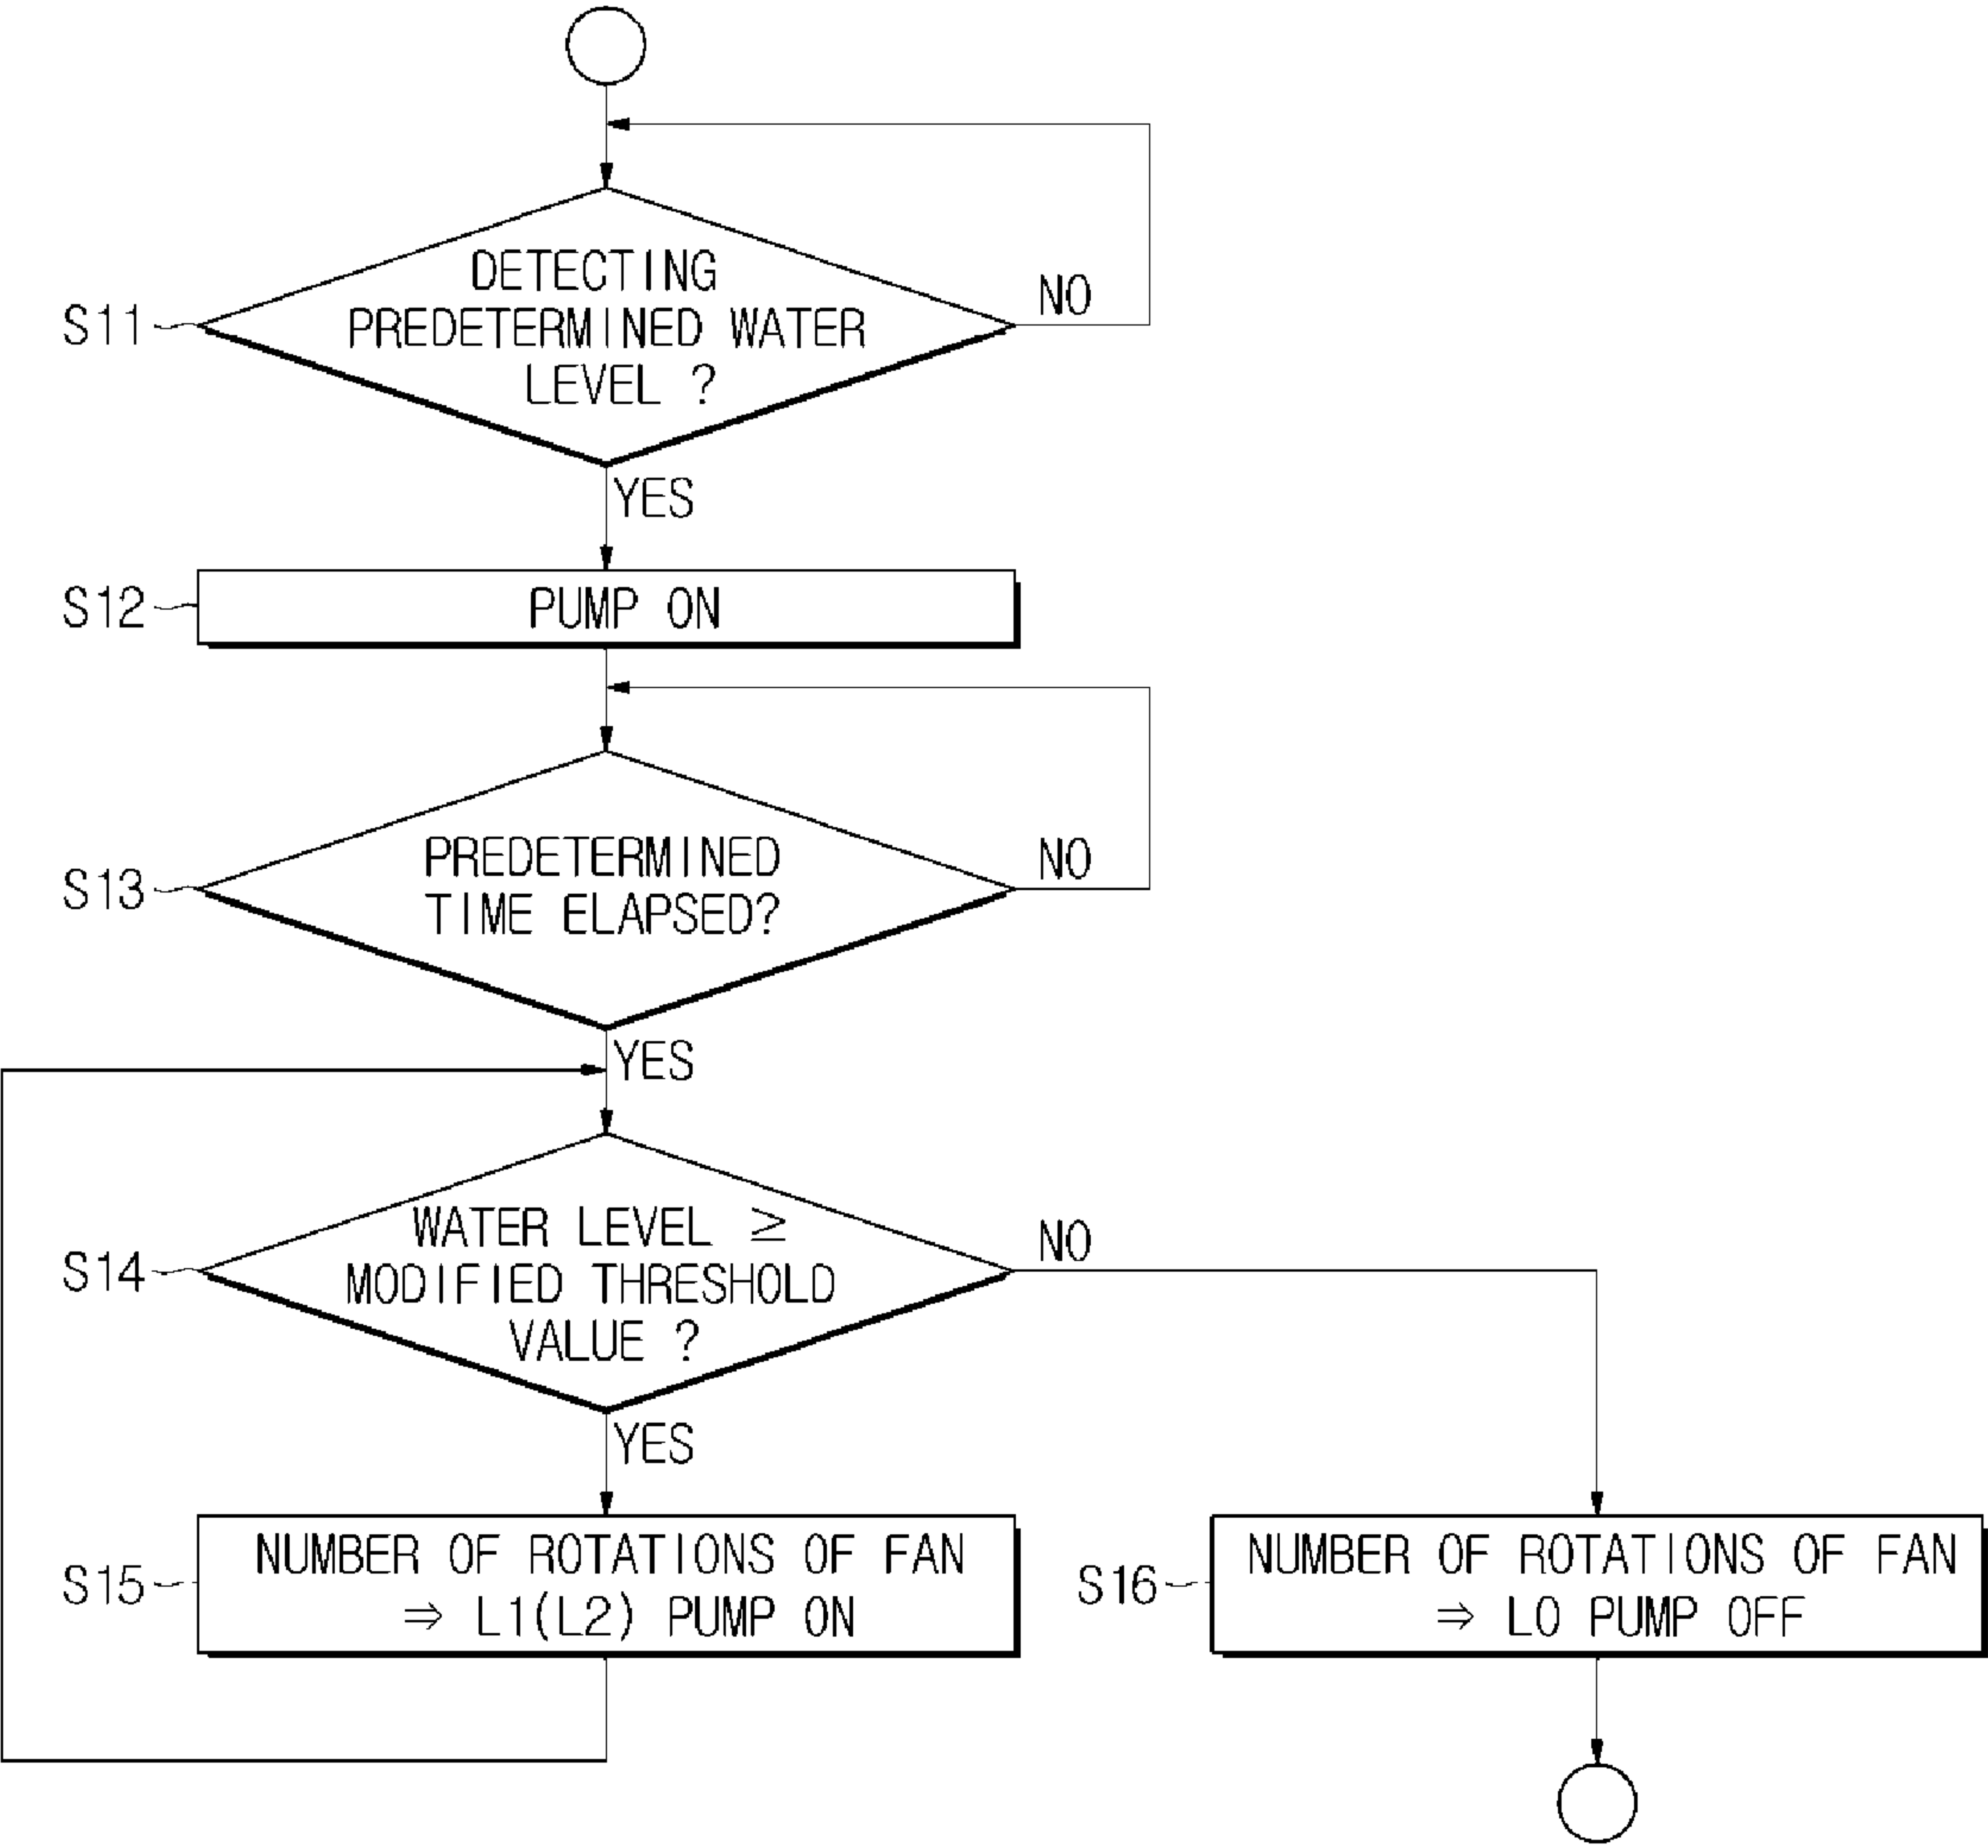 DETECTING
PREDETERMINED WATER
LEVEL ?
S11
NO
YES
S12
PUMP ON
PREDETERMINED
TIME ELAPSED?
S13
NO
YES
WATER LEVEL ≥
MODIFIED THRESHOLD
VALUE ?
S14
NO
YES
S15
NUMBER OF ROTATIONS OF FAN
⇒ L1(L2) PUMP ON
S16
NUMBER OF ROTATIONS OF FAN
⇒ L0 PUMP OFF